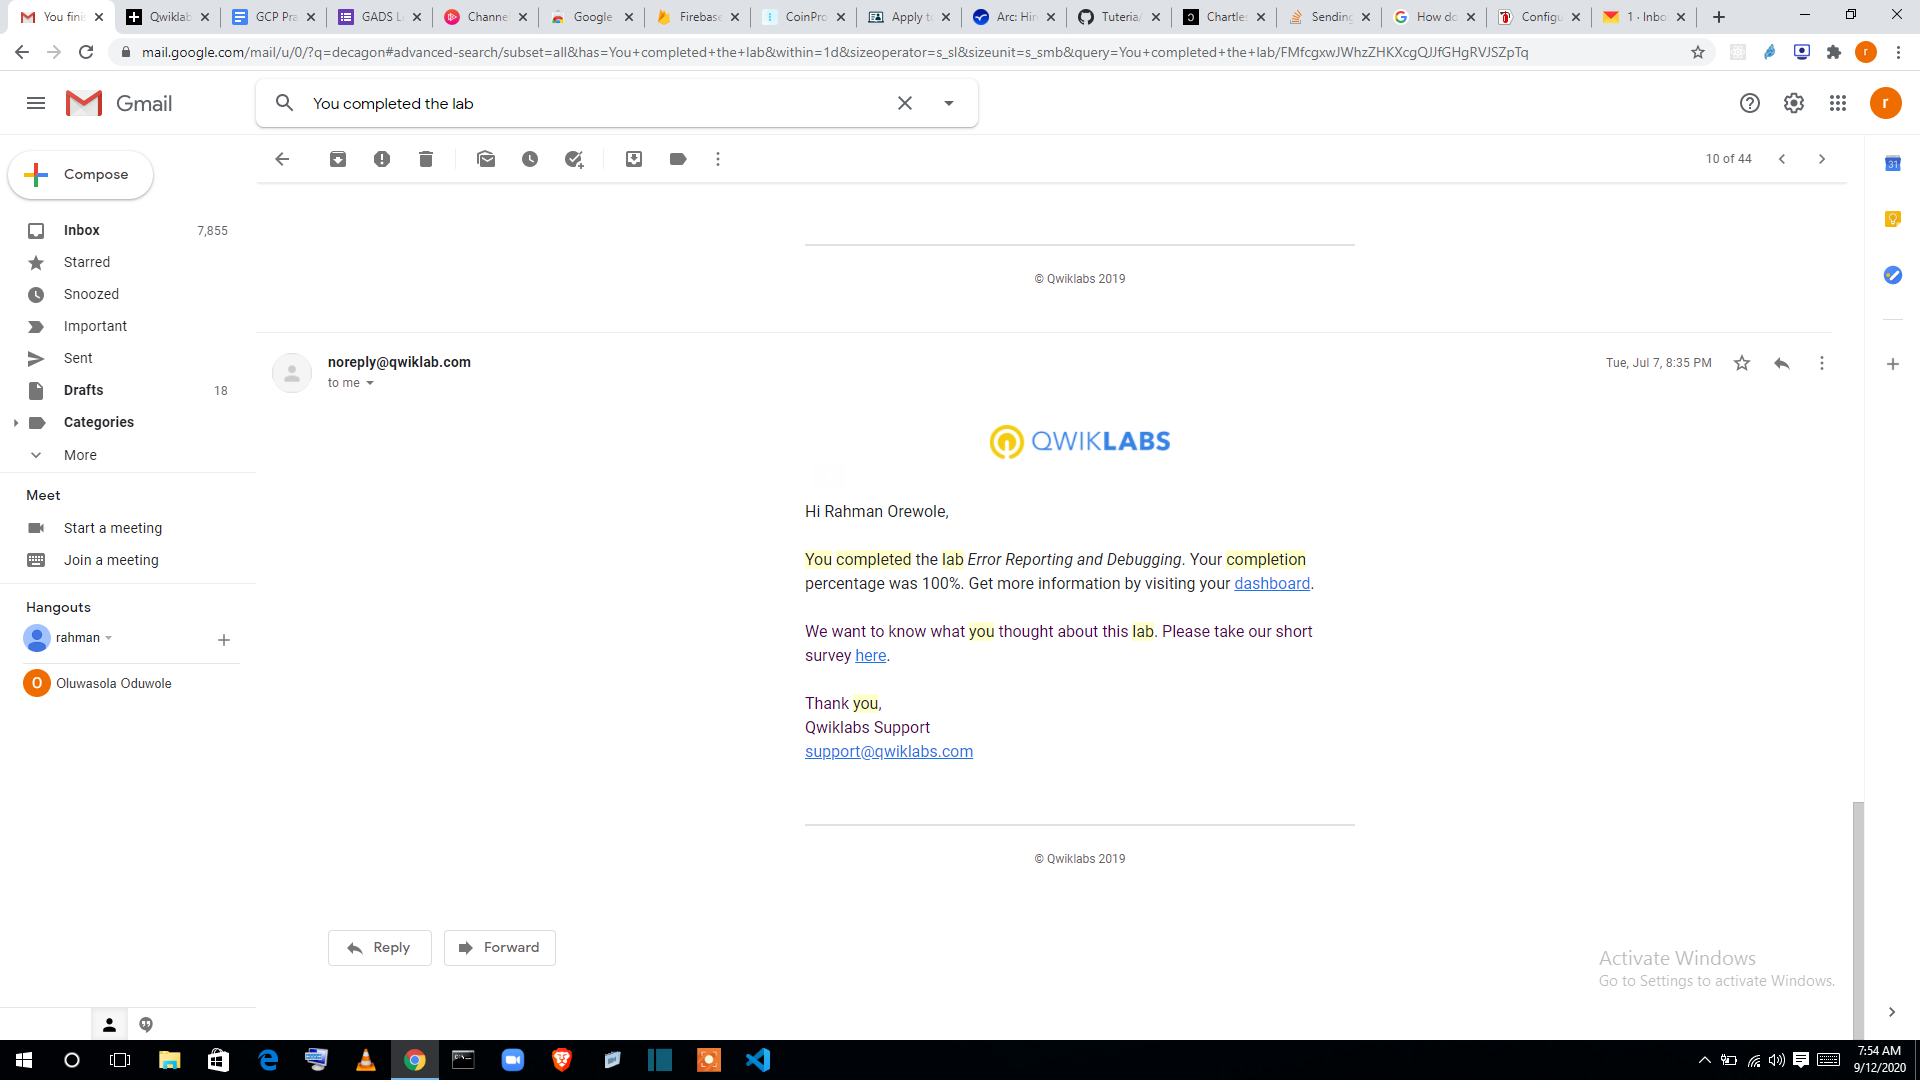 You fini
Qwiklab
GCP Pra
GADS L
Channel
Google
Firebase
CoinPro
Apply to
Arc: Hir
Tuteria/
Chartles
Sending
How do
Configu
1 · Inbo
mail.google.com/mail/u/0/?q=decagon#advanced-search/subset=all&has=You+completed+the+lab&within=1d&sizeoperator=s_sl&sizeunit=s_smb&query=You+completed+the+lab/FMfcgxwJWhzZHKXcgQJJfGHgRVJSZpTq
r
Gmail
You completed the lab
r
Compose
10 of 44
31
Inbox 7,855
Starred
Snoozed
Important
Sent
Drafts 18
Categories
More
Meet
Start a meeting
Join a meeting
Hangouts
rahman
O Oluwasola Oduwole
© Qwiklabs 2019
noreply@qwiklab.com
to me
Tue, Jul 7, 8:35 PM
QWIKLABS
Hi Rahman Orewole,
You completed the lab Error Reporting and Debugging. Your completion
percentage was 100%. Get more information by visiting your dashboard.
We want to know what you thought about this lab. Please take our short
survey here.
Thank you,
Qwiklabs Support
support@qwiklabs.com
© Qwiklabs 2019
Reply
Forward
Activate Windows
Go to Settings to activate Windows.
7:54 AM
9/12/2020